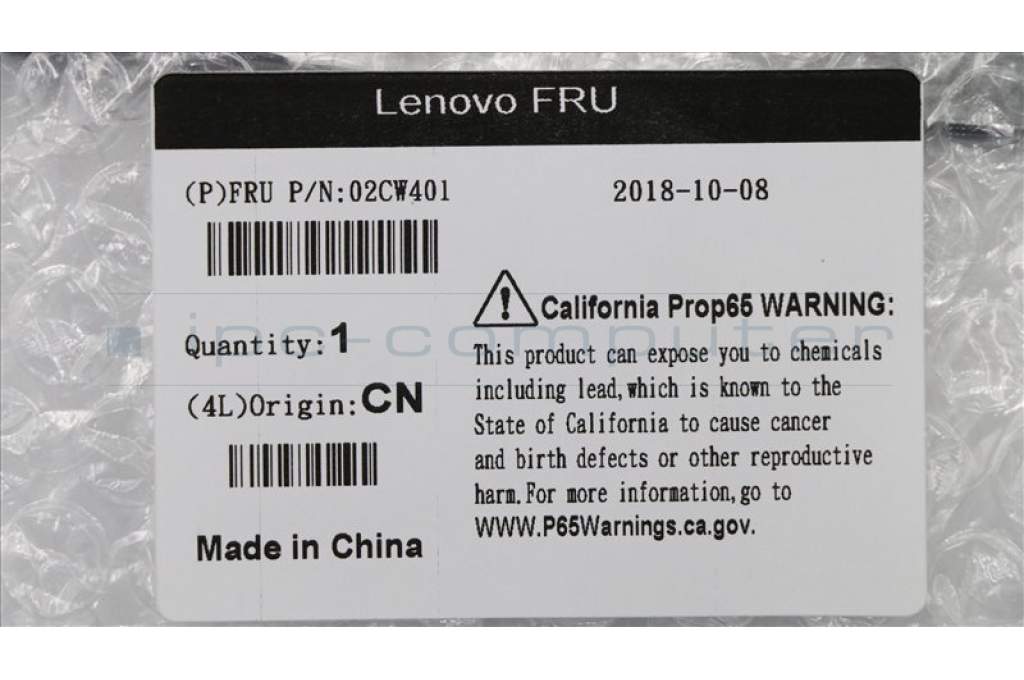 Lenovo FRU
(P)FRU P/N:02CW401
2018-10-08
Quantity:1
(4L)Origin:CN
Made in China
California Prop65 WARNING:
This product can expose you to chemicals
including lead,which is known to the
State of California to cause cancer
and birth defects or other reproductive
harm.For more information,go to
WWW.P65Warnings.ca.gov.
ipc-computer